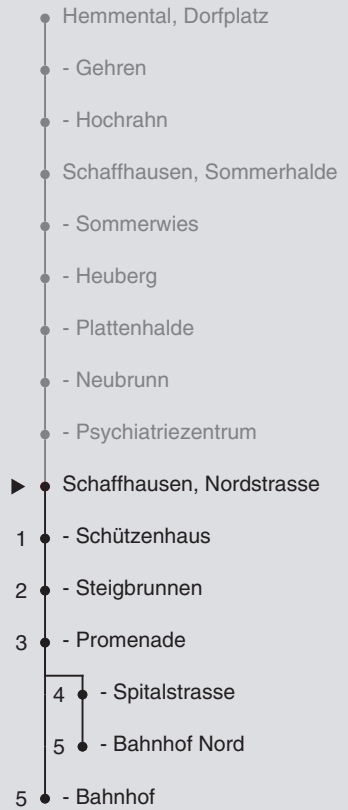 Hemmental, Dorfplatz
- Gehren
- Hochrahn
Schaffhausen, Sommerhalde
- Sommerwies
- Heuberg
- Plattenhalde
- Neubrunn
- Psychiatriezentrum
Schaffhausen, Nordstrasse
1 - Schützenhaus
2 - Steigbrunnen
3 - Promenade
4 - Spitalstrasse
5 - Bahnhof Nord
5 - Bahnhof